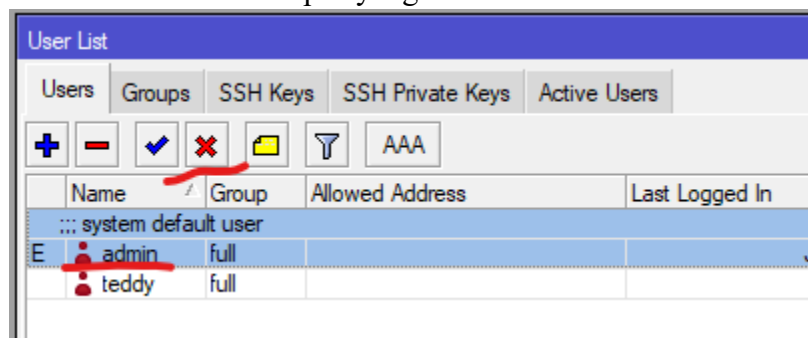 User List
Users Groups SSH Keys SSH Private Keys Active Users
AAA
Name Group Allowed Address Last Logged In
::: system default user
E admin full
teddy full